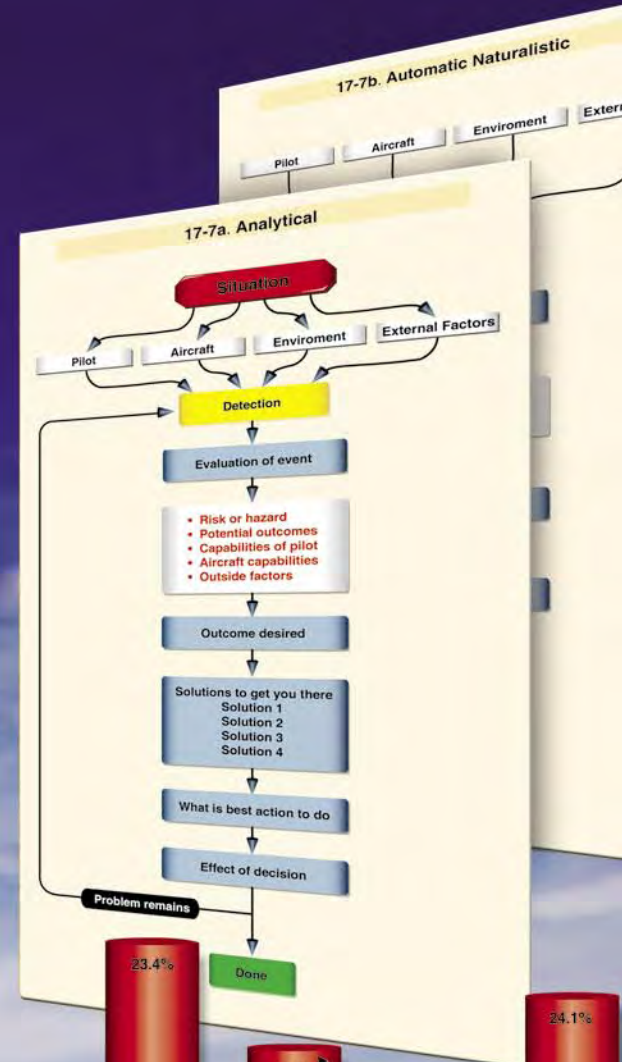 17-7b. Automatic Naturalistic
Pilot
Aircraft
Enviroment
17-7a. Analytical
Situation
Pilot
Aircraft
Enviroment
External Factors
Detection
Evaluation of event
• Risk or hazard
• Potential outcomes
• Capabilities of pilot
• Aircraft capabilities
• Outside factors
Outcome desired
Solutions to get you there
Solution 1
Solution 2
Solution 3
Solution 4
What is best action to do
Effect of decision
Problem remains
Done
23.4%
24.1%